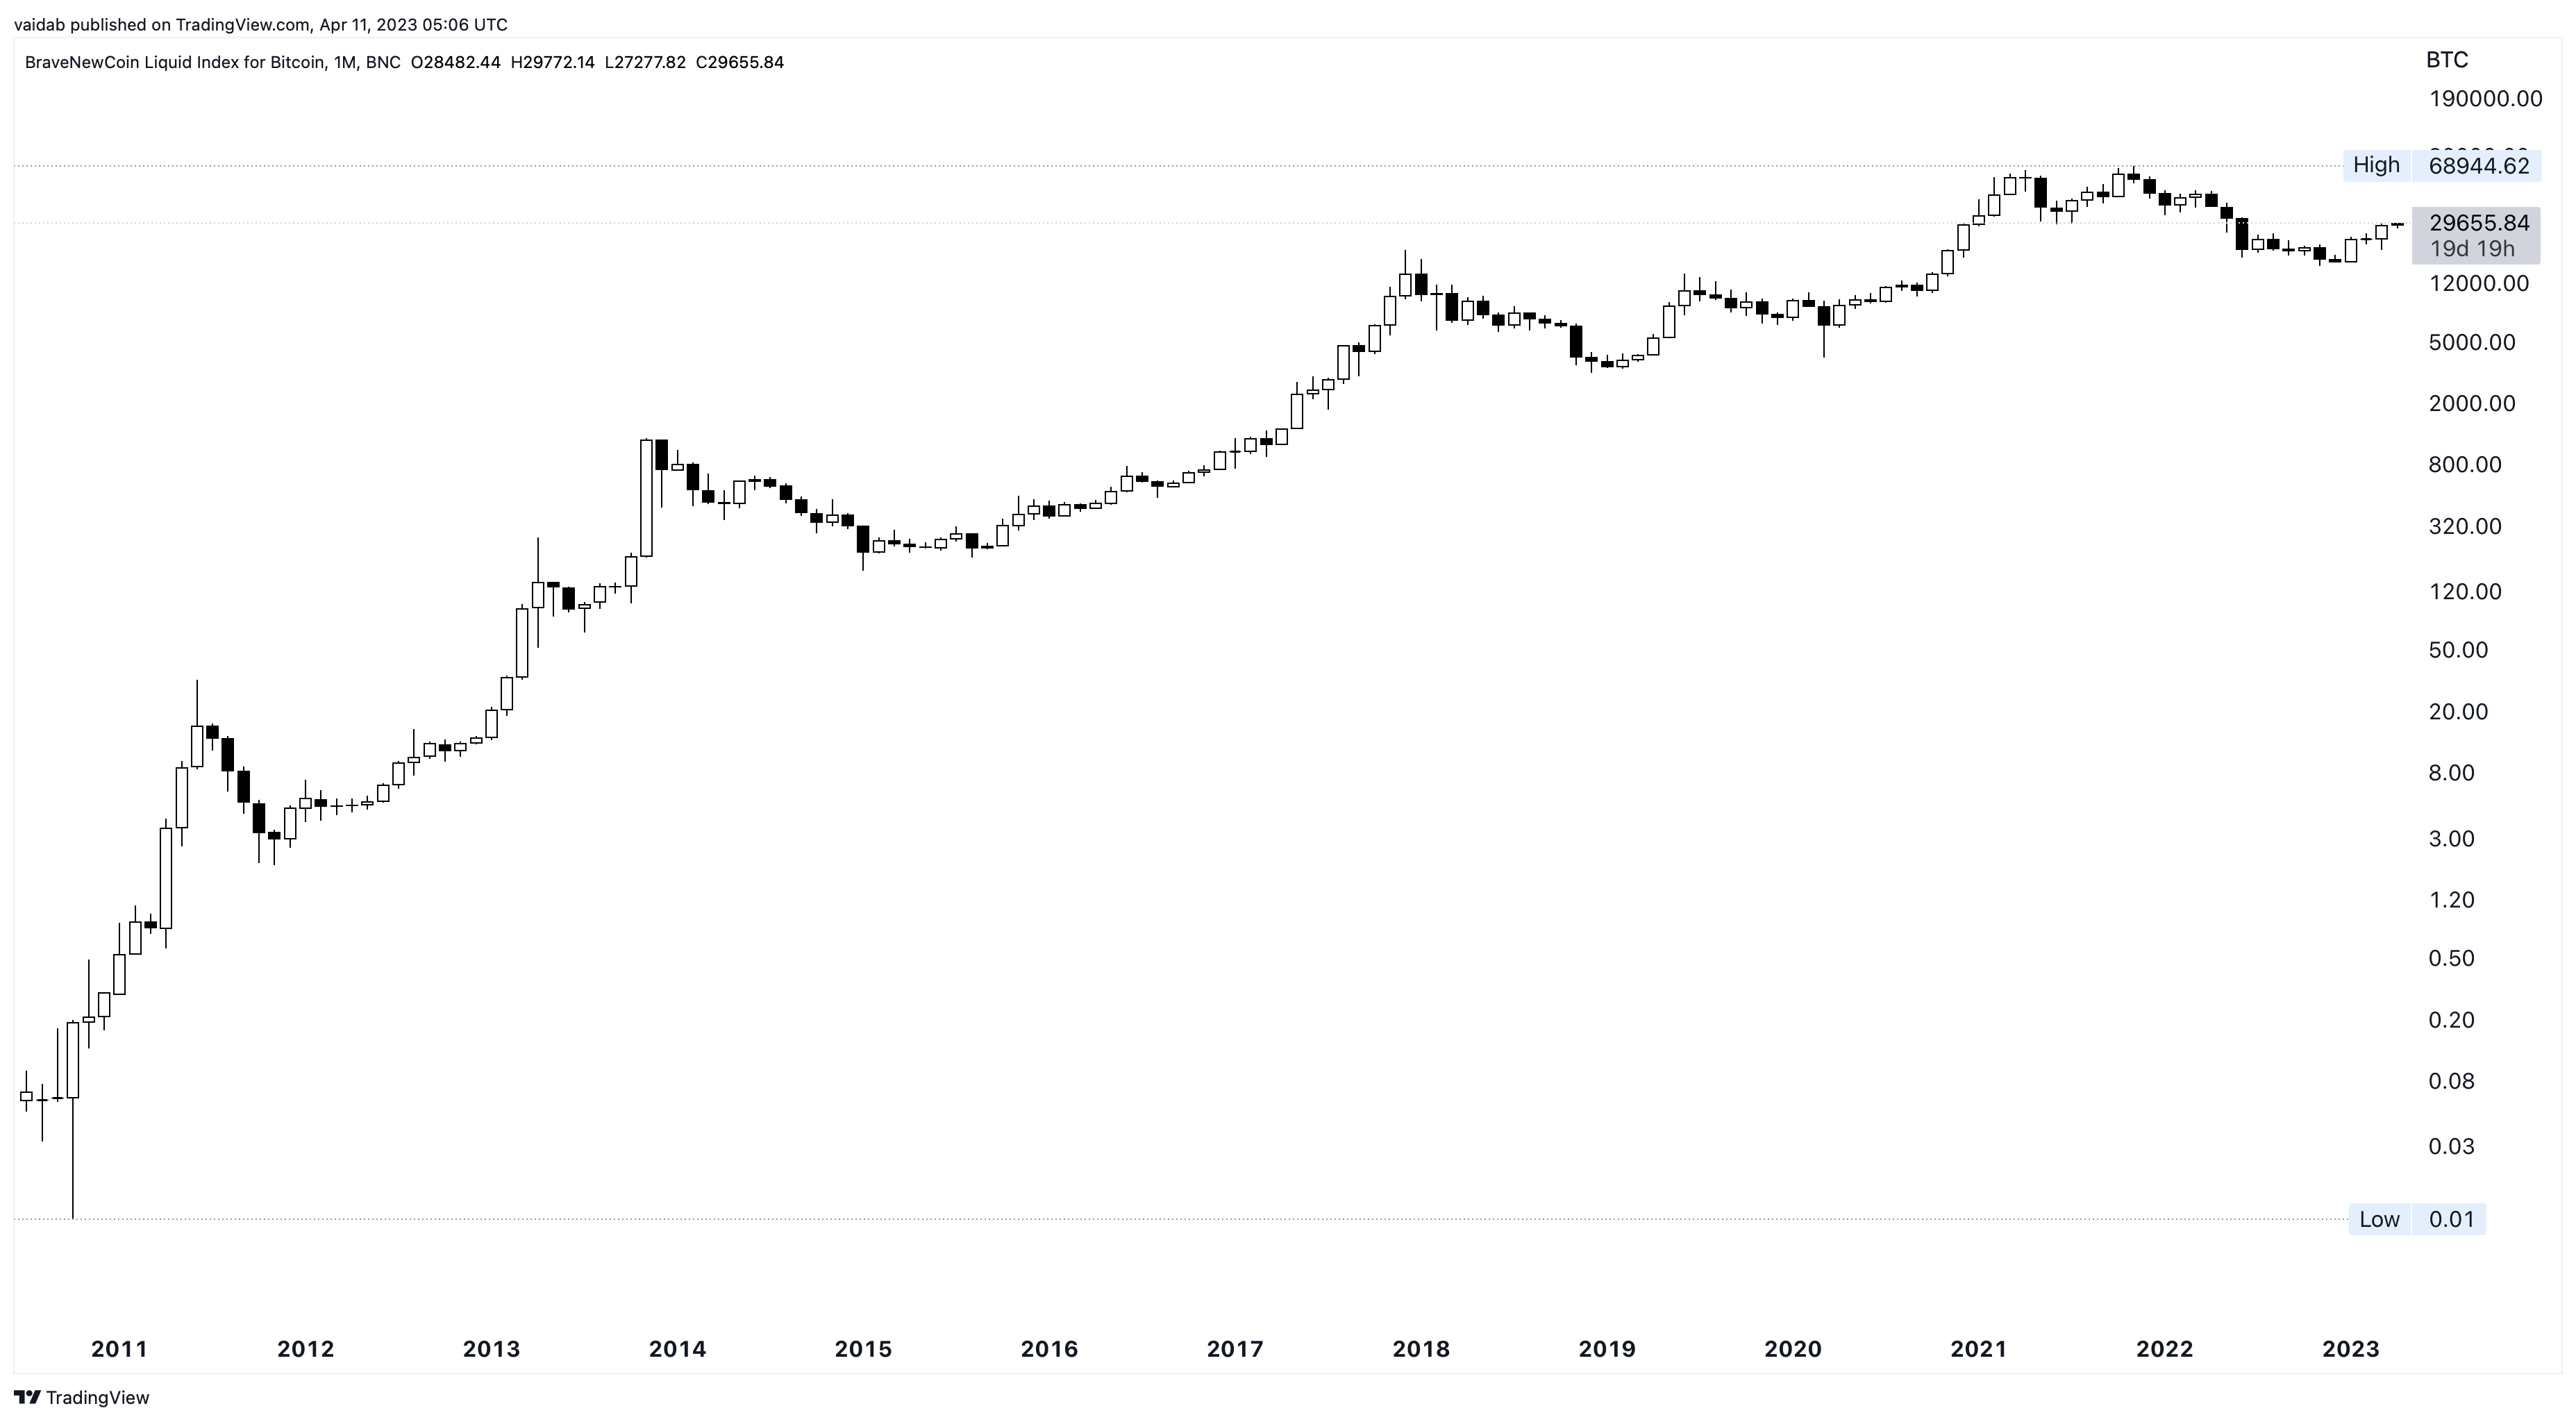 vaidab published on TradingView.com, Apr 11, 2023 05:06 UTC
BraveNewCoin Liquid Index for Bitcoin, 1M, BNC O28482.44 H29772.14 L27277.82 C29655.84
BTC
190000.00
High 68944.62
29655.84
19d 19h
12000.00
5000.00
2000.00
800.00
320.00
120.00
50.00
20.00
8.00
3.00
1.20
0.50
0.20
0.08
0.03
Low 0.01
2011 2012 2013 2014 2015 2016 2017 2018 2019 2020 2021 2022 2023
TradingView